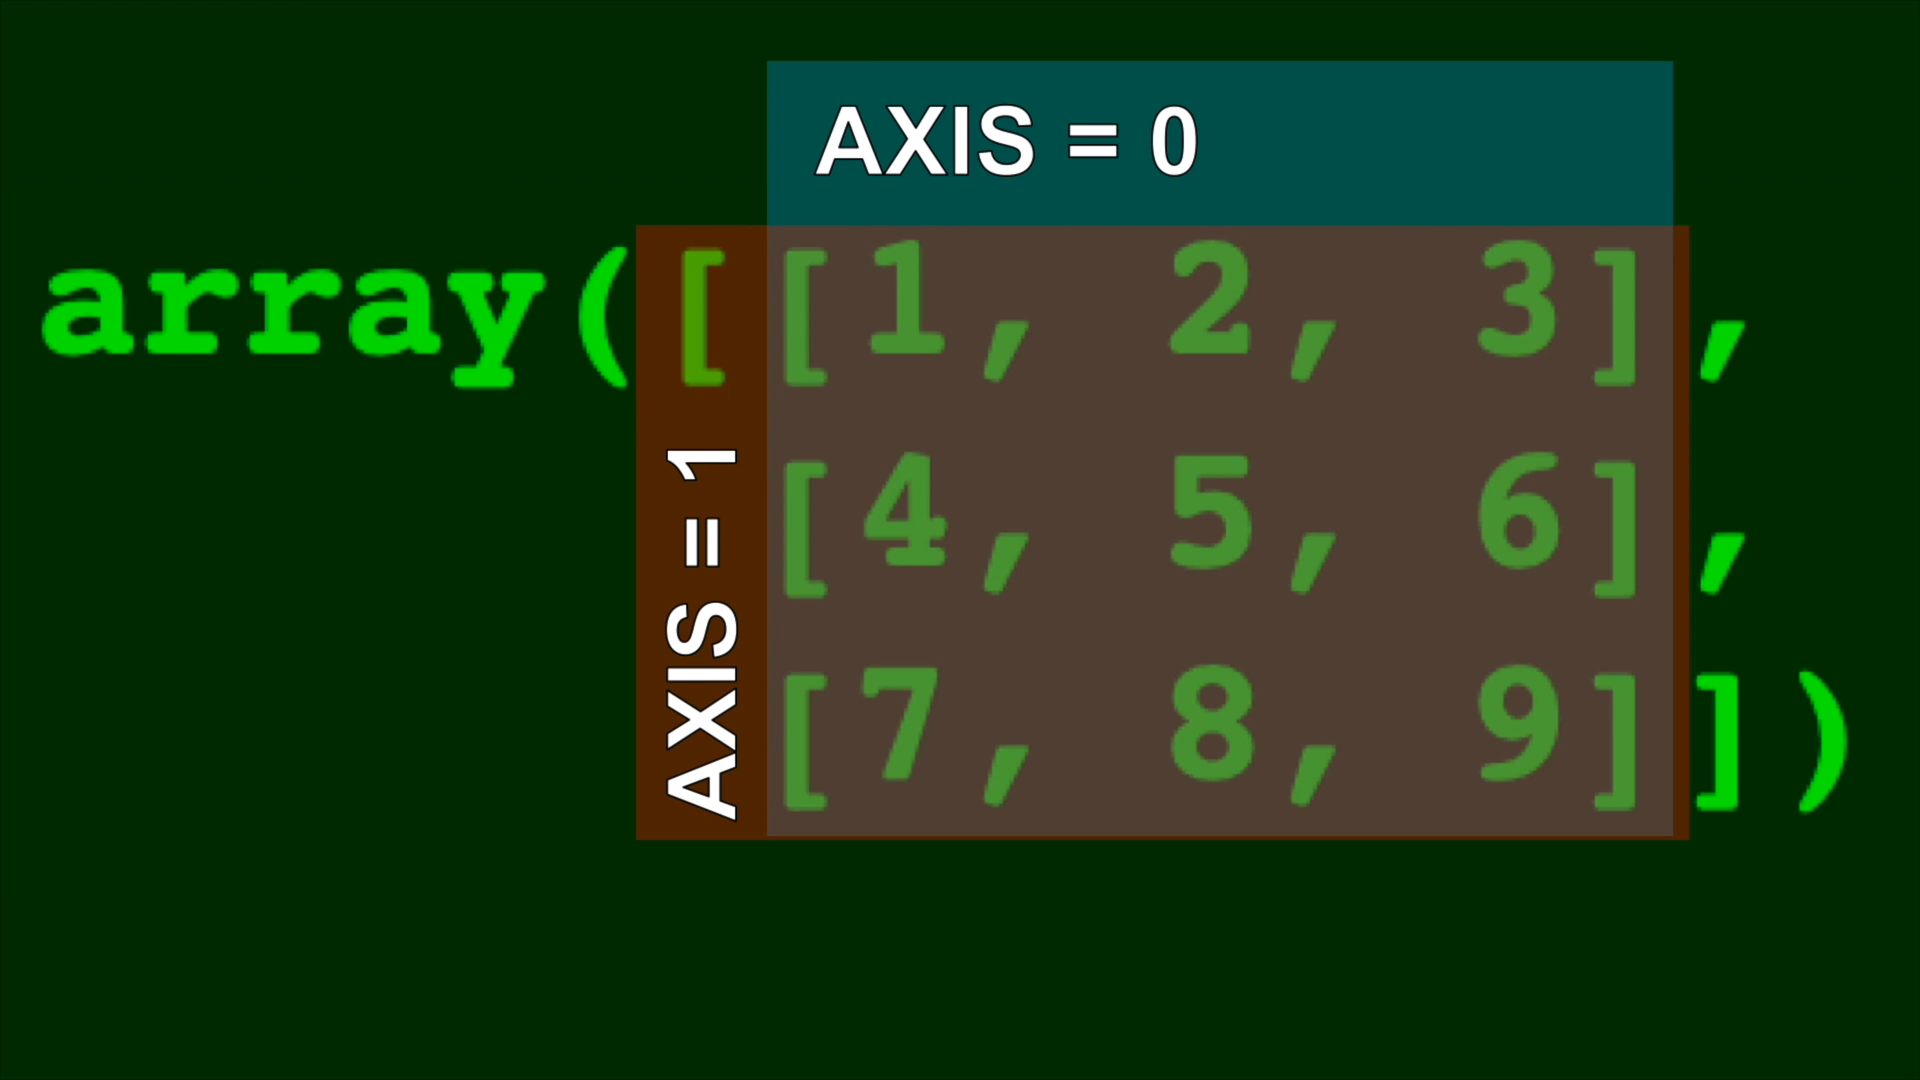 AXIS = 0
array([[1, 2, 3],
[4, 5, 6],
[7, 8, 9]])
AXIS = 1